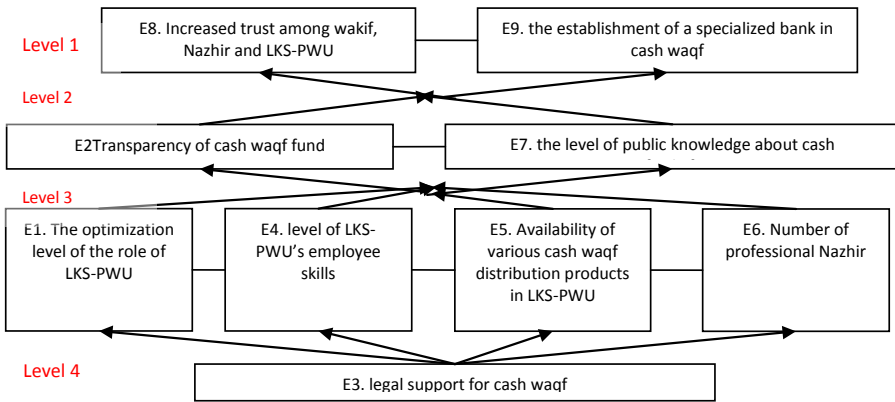 E8. Increased trust among wakif,
Nazhir and LKS-PWU
E9. the establishment of a specialized bank in
cash waqf
Level 1
Level 2
E2Transparency of cash waqf fund
E7. the level of public knowledge about cash
Level 3
E1. The optimization
level of the role of
LKS-PWU
E4. level of LKS-
PWU’s employee
skills
E5. Availability of
various cash waqf
distribution products
in LKS-PWU
E6. Number of
professional Nazhir
Level 4
E3. legal support for cash waqf